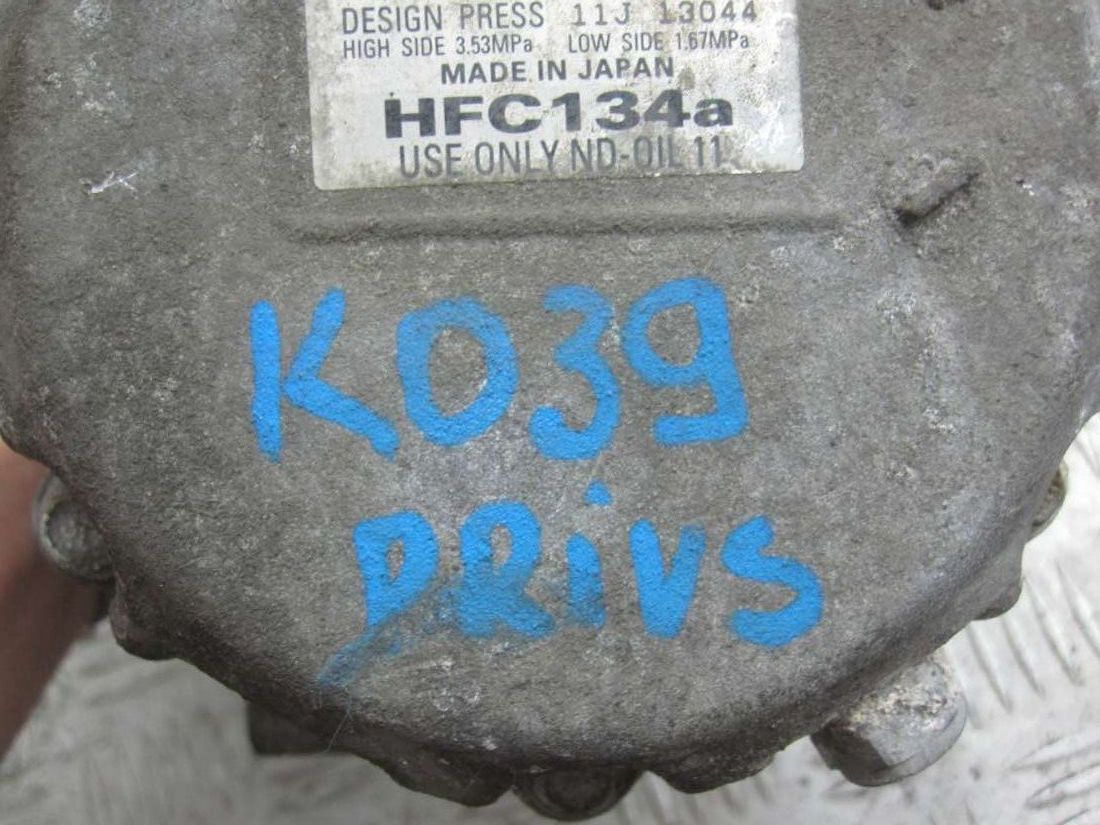 DESIGN PRESS 11J 13044
HIGH SIDE 3.53MPa LOW SIDE 1.67MPa
MADE IN JAPAN
HFC134a
USE ONLY ND-OIL 11
K039
DRiVS